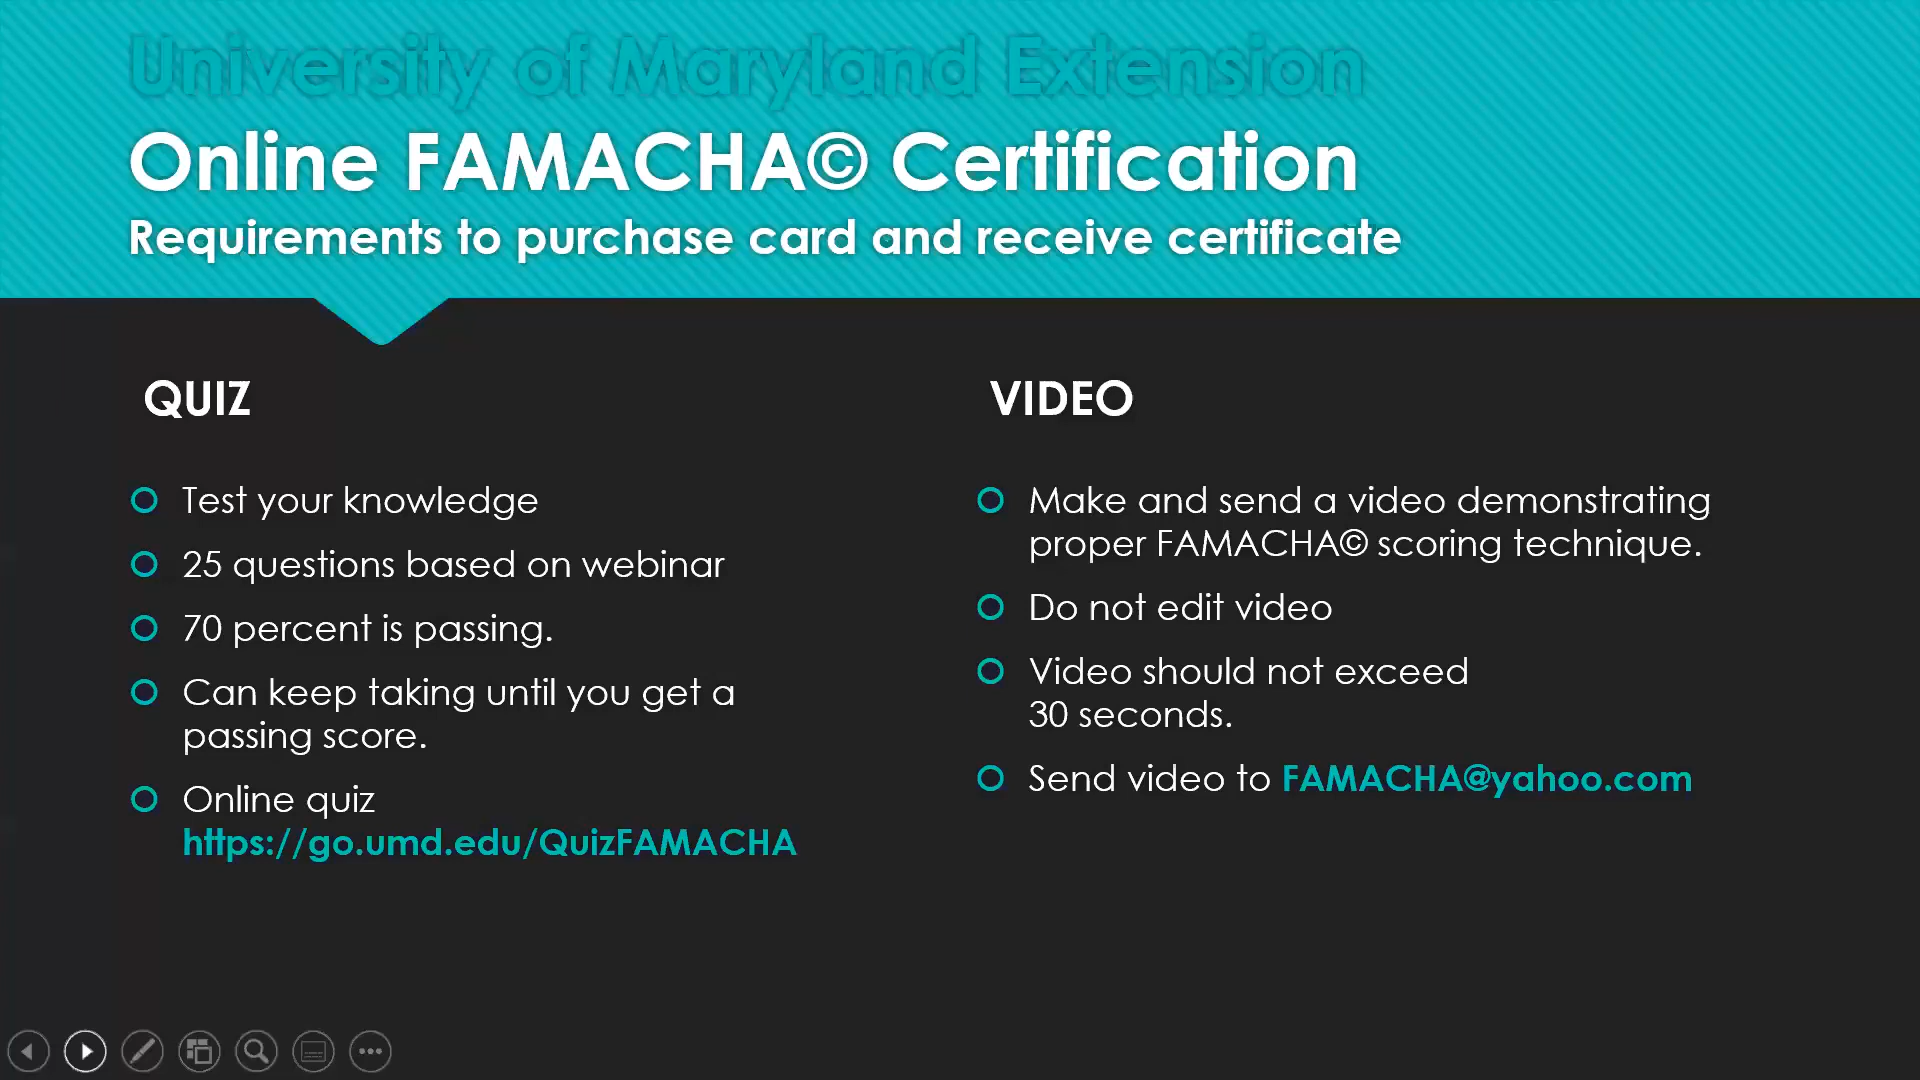 University of Maryland Extension
Online FAMACHA© Certification
Requirements to purchase card and receive certificate
QUIZ
Test your knowledge
25 questions based on webinar
70 percent is passing.
Can keep taking until you get a
passing score.
Online quiz
https://go.umd.edu/QuizFAMACHA
VIDEO
Make and send a video demonstrating
proper FAMACHA© scoring technique.
Do not edit video
Video should not exceed
30 seconds.
Send video to FAMACHA@yahoo.com